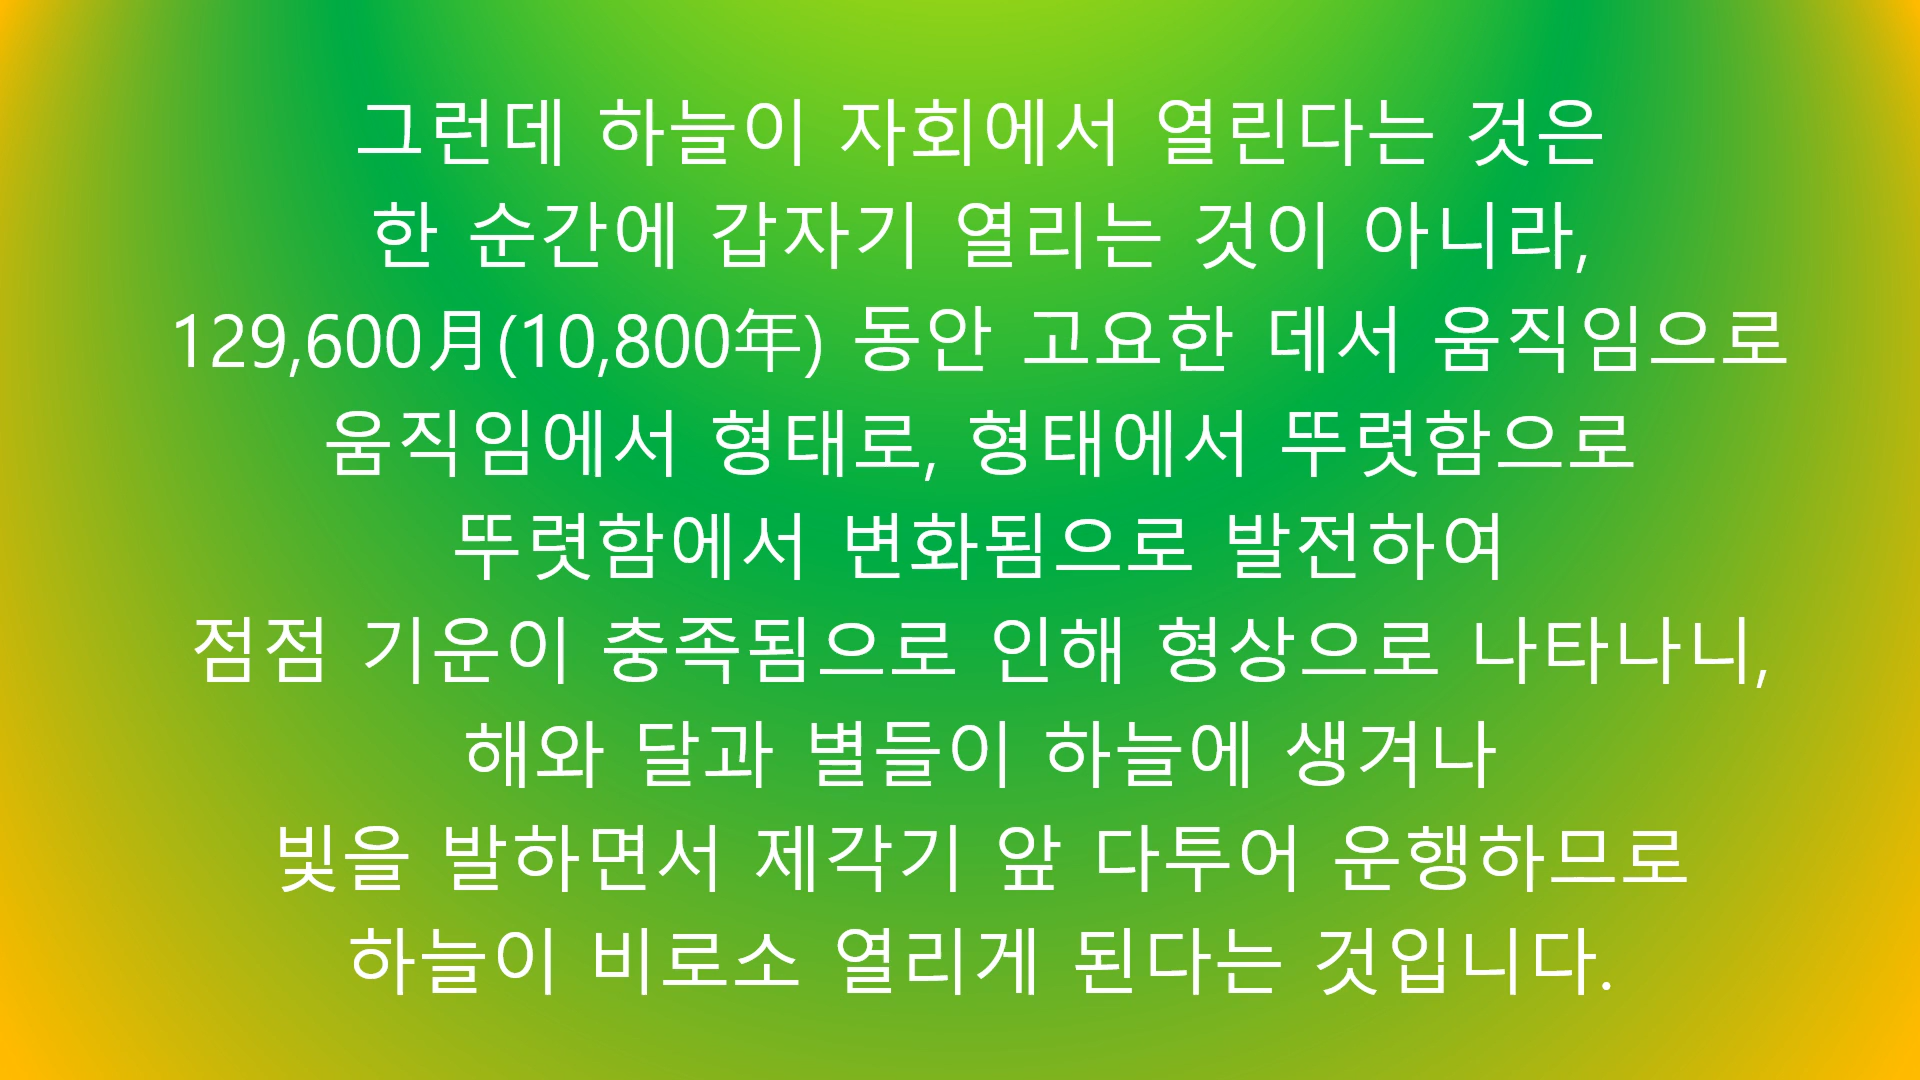 그런데 하늘이 자회에서 열린다는 것은
한 순간에 갑자기 열리는 것이 아니라,
129,600月(10,800年) 동안 고요한 데서 움직임으로
움직임에서 형태로, 형태에서 뚜렷함으로
뚜렷함에서 변화됨으로 발전하여
점점 기운이 충족됨으로 인해 형상으로 나타나니,
해와 달과 별들이 하늘에 생겨나
빛을 발하면서 제각기 앞 다투어 운행하므로
하늘이 비로소 열리게 된다는 것입니다.